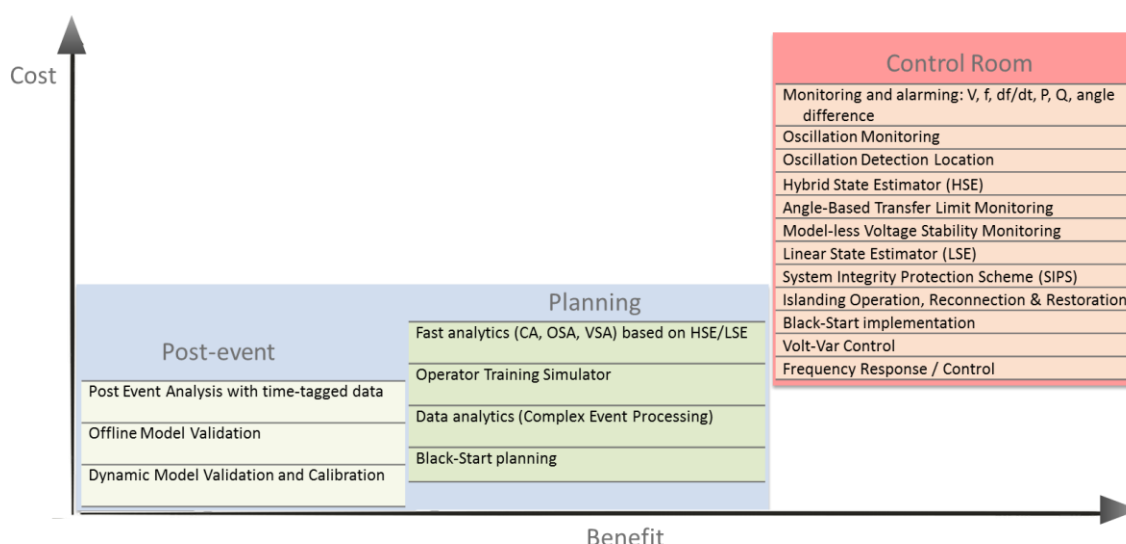 Cost
Control Room
Monitoring and alarming: V, f, df/dt, P, Q, angle
difference
Oscillation Monitoring
Oscillation Detection Location
Hybrid State Estimator (HSE)
Angle-Based Transfer Limit Monitoring
Model-less Voltage Stability Monitoring
Linear State Estimator (LSE)
System Integrity Protection Scheme (SIPS)
Islanding Operation, Reconnection & Restoration
Black-Start implementation
Volt-Var Control
Frequency Response / Control
Planning
Fast analytics (CA, OSA, VSA) based on HSE/LSE
Operator Training Simulator
Data analytics (Complex Event Processing)
Black-Start planning
Post-event
Post Event Analysis with time-tagged data
Offline Model Validation
Dynamic Model Validation and Calibration
Benefit